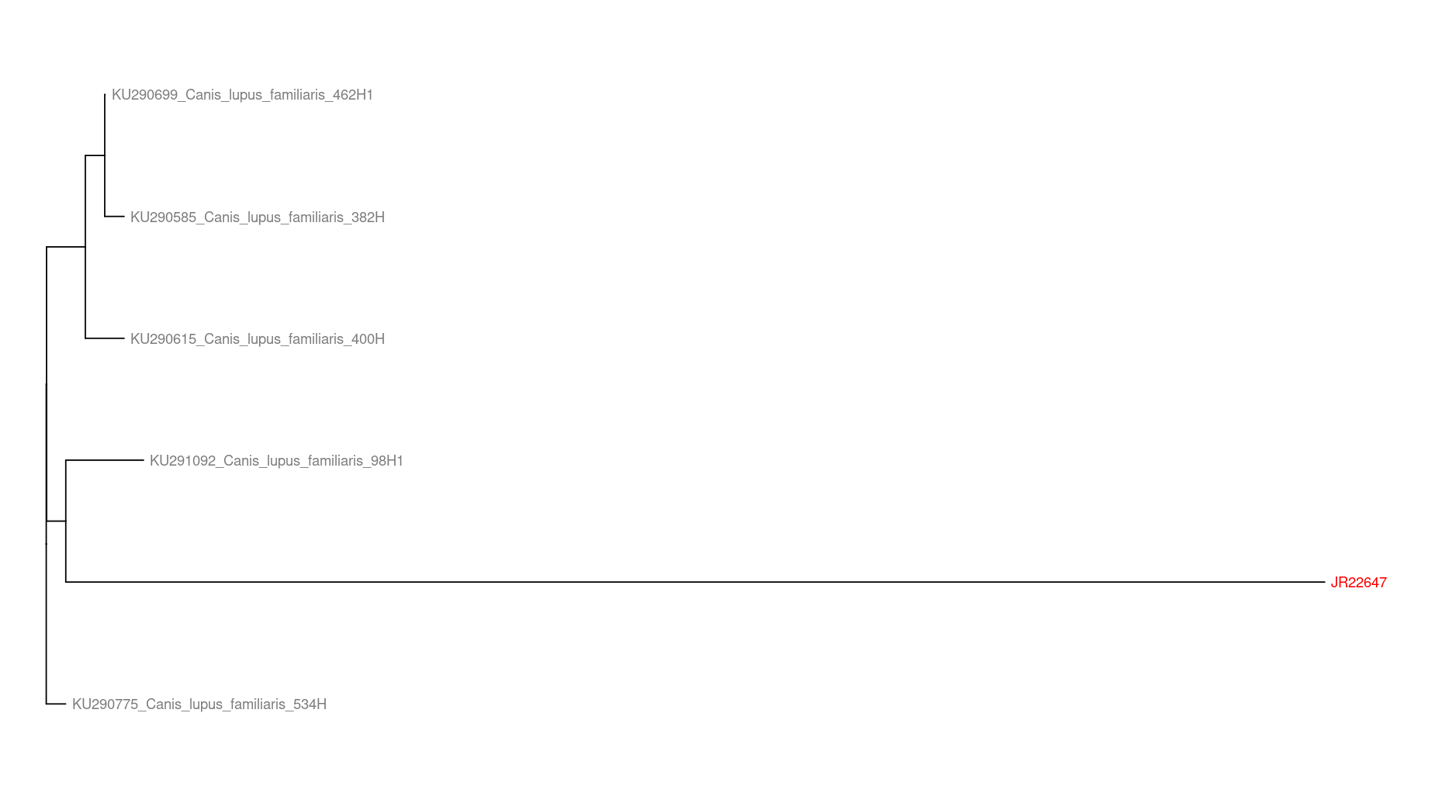 KU290699_Canis_lupus_familiaris_462H1
KU290585_Canis_lupus_familiaris_382H
KU290615_Canis_lupus_familiaris_400H
KU291092_Canis_lupus_familiaris_98H1
JR22647
KU290775_Canis_lupus_familiaris_534H